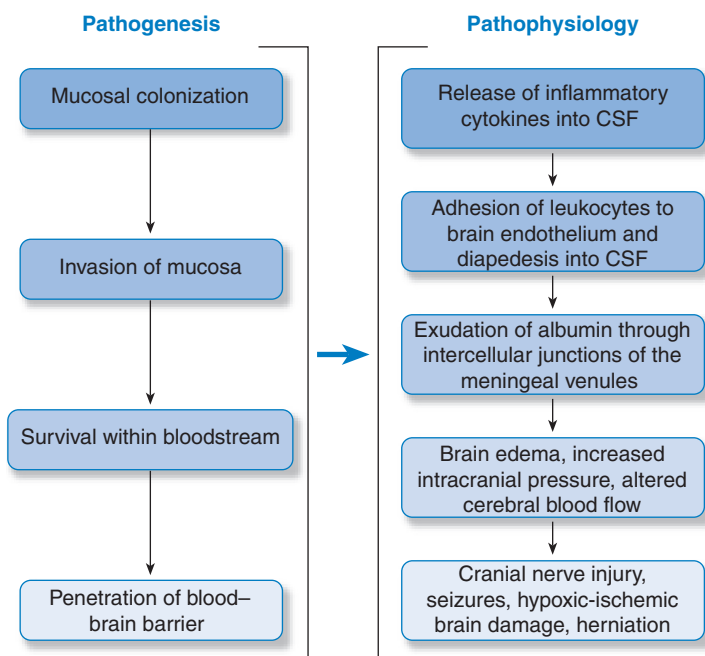 Pathogenesis
Mucosal colonization
Invasion of mucosa
Survival within bloodstream
Penetration of blood–
brain barrier
Pathophysiology
Release of inflammatory
cytokines into CSF
Adhesion of leukocytes to
brain endothelium and
diapedesis into CSF
Exudation of albumin through
intercellular junctions of the
meningeal venules
Brain edema, increased
intracranial pressure, altered
cerebral blood flow
Cranial nerve injury,
seizures, hypoxic-ischemic
brain damage, herniation